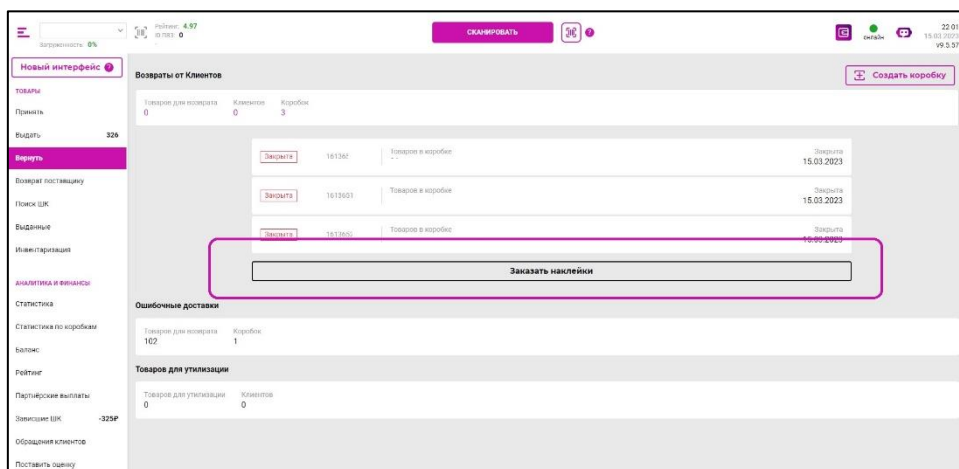 Рейтинг: 4.97
22:01
СКАНИРОВАТЬ
онлайн
15.03.2023
Загруженность: 0%
v9.5.57
Новый интерфейс
Возвраты от Клиентов
Создать коробку
ТОВАРЫ
Товаров для возврата Клиентов Коробок
Принять
0 0 3
Выдать 326
Закрыта Товаров в коробке Закрыта
15.03.2023
Вернуть
Возврат поставщику
Закрыта Товаров в коробке Закрыта
15.03.2023
Поиск ШК
Выданные
Закрыта Товаров в коробке Закрыта
15.03.2023
Инвентаризация
Заказать наклейки
АНАЛИТИКА И ФИНАНСЫ
Статистика
Ошибочные доставки
Статистика по коробкам
Товаров для возврата Коробок
102 1
Баланс
Рейтинг
Товаров для утилизации
Партнёрские выплаты
Товаров для утилизации Клиентов
0 0
Зависшие ШК -325₽
Обращения клиентов
Поставить оценку